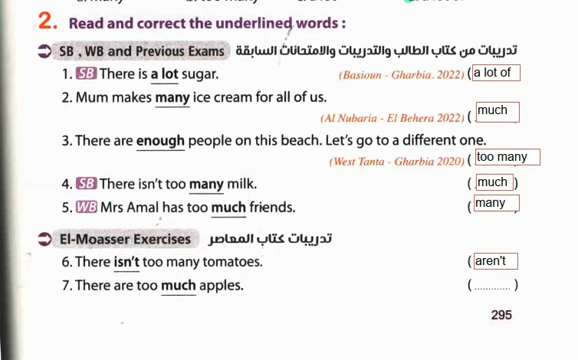 2. Read and correct the underlined words :
SB , WB and Previous Exams تدريبات من كتاب الطالب والتدريبات والامتحانات السابقة
1. SB There is a lot sugar. (Basioun - Gharbia. 2022) ( a lot of
2. Mum makes many ice cream for all of us.
(Al Nubaria - El Behera 2022) ( much
3. There are enough people on this beach. Let's go to a different one.
(West Tanta - Gharbia 2020) ( too many
4. SB There isn't too many milk. ( much )
5. WB Mrs Amal has too much friends. ( many
El-Moasser Exercises تدريبات كتاب المعاصر
6. There isn't too many tomatoes. ( aren't
7. There are too much apples. ( ............ )
295